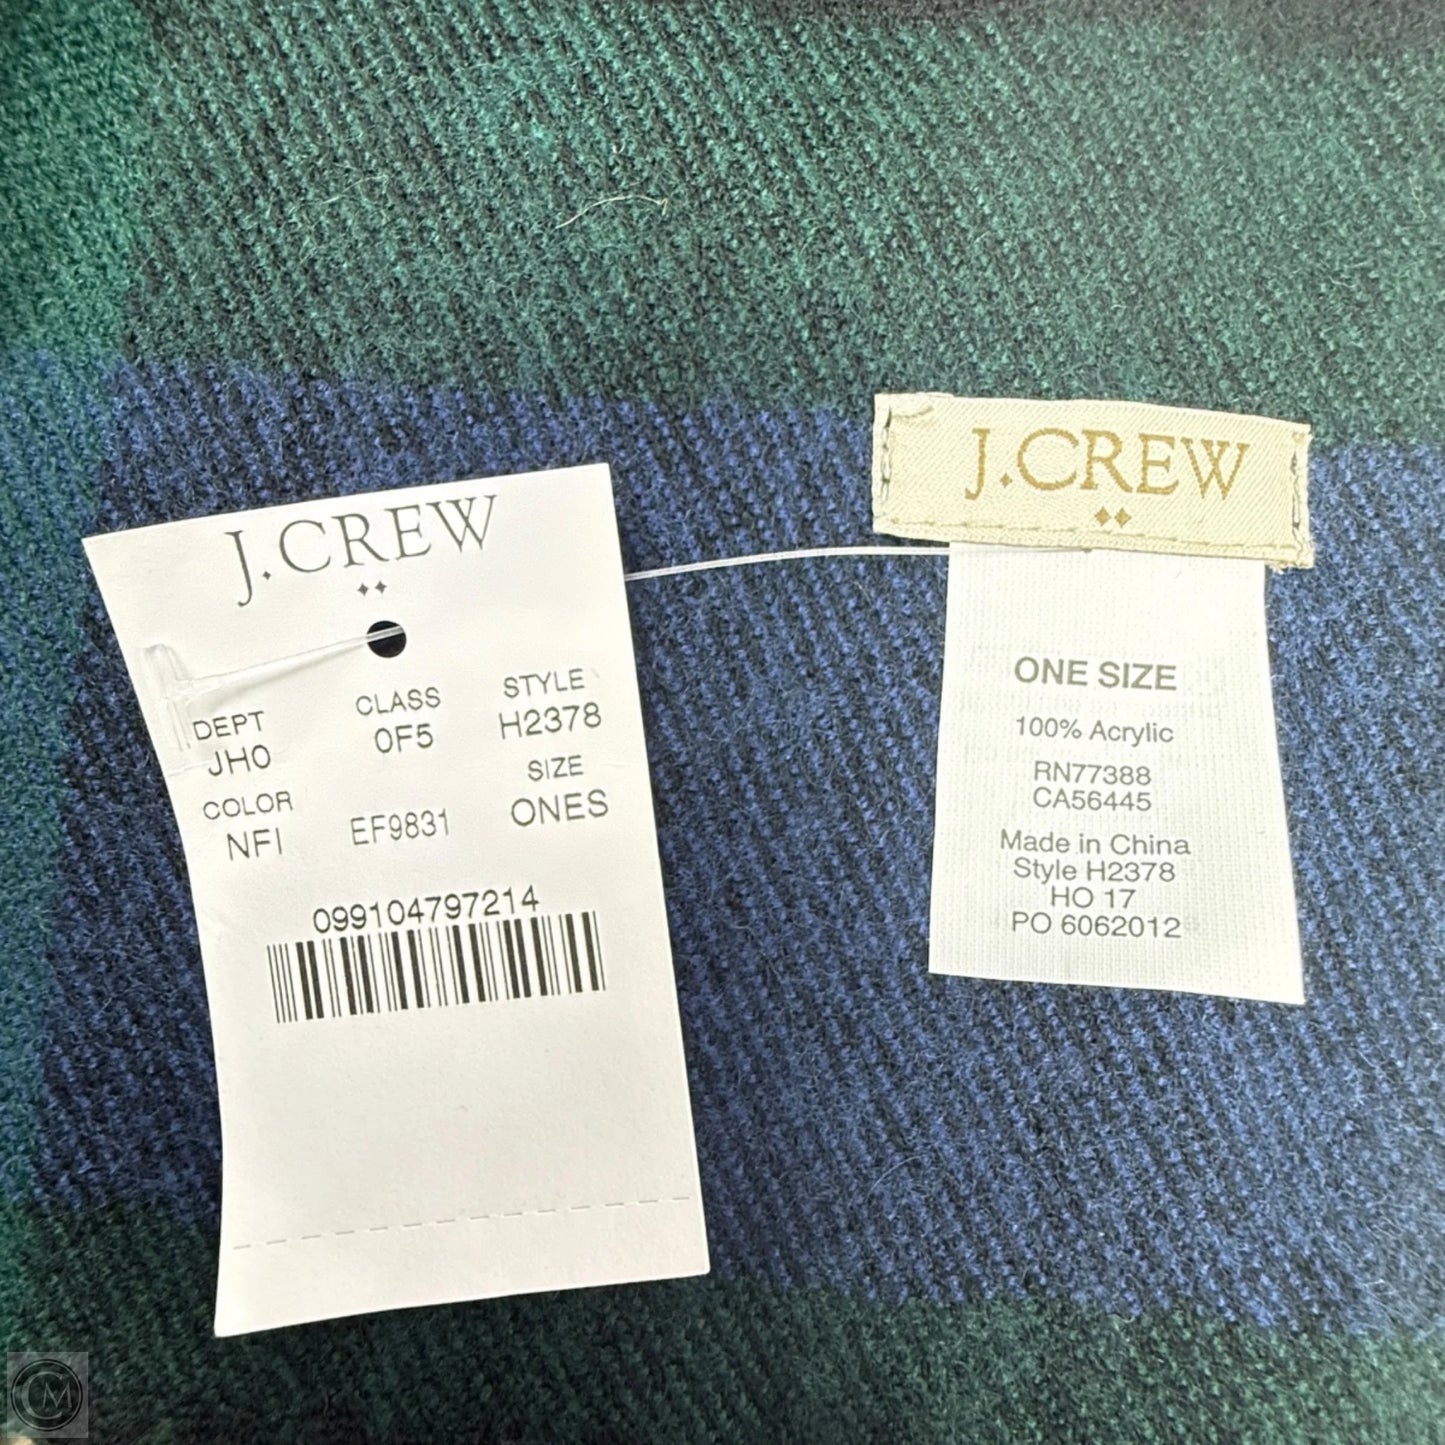 J.CREW
DEPT CLASS STYLE
JH0 0F5 H2378
COLOR SIZE
NFI EF9831 ONES
099104797214
J.CREW
ONE SIZE
100% Acrylic
RN77388
CA56445
Made in China
Style H2378
HO 17
PO 6062012
CM